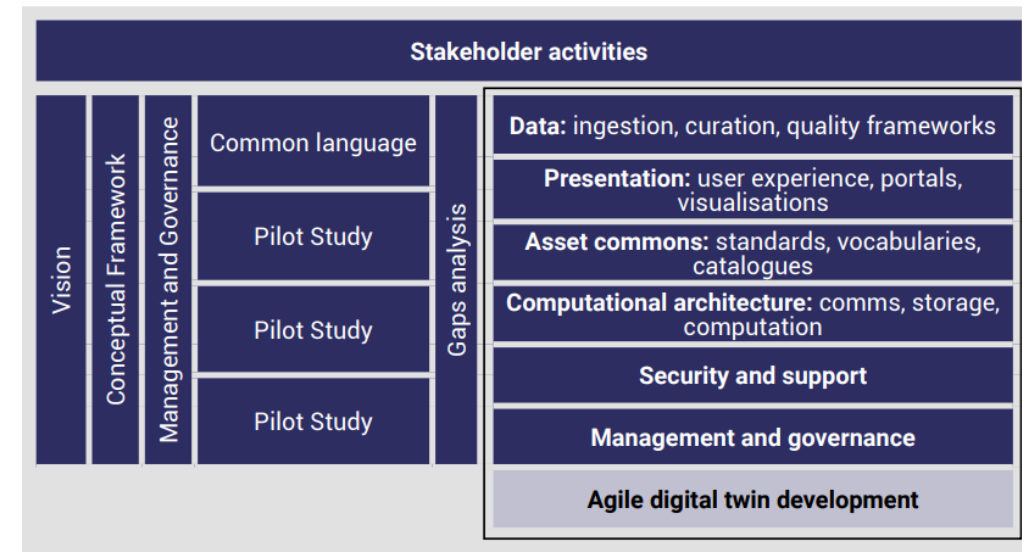 Stakeholder activities
Vision
Conceptual Framework
Management and Governance
Common language
Pilot Study
Pilot Study
Pilot Study
Gaps analysis
Data: ingestion, curation, quality frameworks
Presentation: user experience, portals,
visualisations
Asset commons: standards, vocabularies,
catalogues
Computational architecture: comms, storage,
computation
Security and support
Management and governance
Agile digital twin development